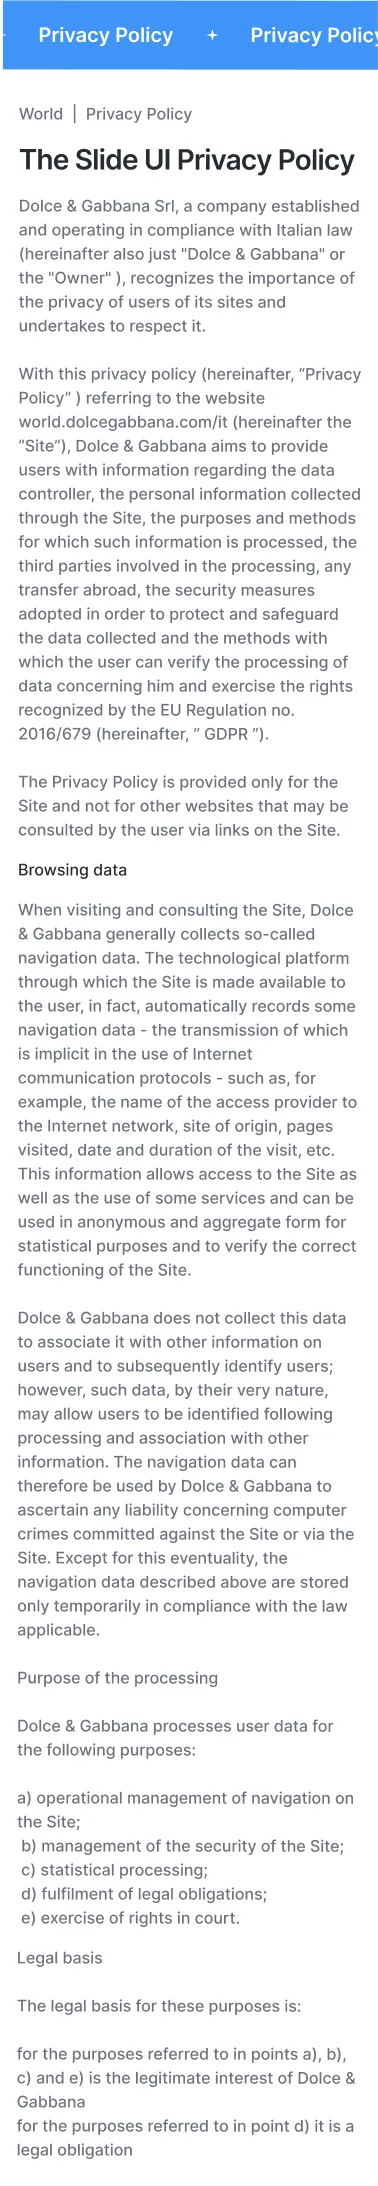 Privacy Policy Privacy Policy
World | Privacy Policy
The Slide UI Privacy Policy
Dolce & Gabbana Srl, a company established
and operating in compliance with Italian law
(hereinafter also just "Dolce & Gabbana" or
the "Owner" ), recognizes the importance of
the privacy of users of its sites and
undertakes to respect it.
With this privacy policy (hereinafter, “Privacy
Policy” ) referring to the website
world.dolcegabbana.com/it (hereinafter the
“Site”), Dolce & Gabbana aims to provide
users with information regarding the data
controller, the personal information collected
through the Site, the purposes and methods
for which such information is processed, the
third parties involved in the processing, any
transfer abroad, the security measures
adopted in order to protect and safeguard
the data collected and the methods with
which the user can verify the processing of
data concerning him and exercise the rights
recognized by the EU Regulation no.
2016/679 (hereinafter, “ GDPR ”).
The Privacy Policy is provided only for the
Site and not for other websites that may be
consulted by the user via links on the Site.
Browsing data
When visiting and consulting the Site, Dolce
& Gabbana generally collects so-called
navigation data. The technological platform
through which the Site is made available to
the user, in fact, automatically records some
navigation data - the transmission of which
is implicit in the use of Internet
communication protocols - such as, for
example, the name of the access provider to
the Internet network, site of origin, pages
visited, date and duration of the visit, etc.
This information allows access to the Site as
well as the use of some services and can be
used in anonymous and aggregate form for
statistical purposes and to verify the correct
functioning of the Site.
Dolce & Gabbana does not collect this data
to associate it with other information on
users and to subsequently identify users;
however, such data, by their very nature,
may allow users to be identified following
processing and association with other
information. The navigation data can
therefore be used by Dolce & Gabbana to
ascertain any liability concerning computer
crimes committed against the Site or via the
Site. Except for this eventuality, the
navigation data described above are stored
only temporarily in compliance with the law
applicable.
Purpose of the processing
Dolce & Gabbana processes user data for
the following purposes:
a) operational management of navigation on
the Site;
b) management of the security of the Site;
c) statistical processing;
d) fulfilment of legal obligations;
e) exercise of rights in court.
Legal basis
The legal basis for these purposes is:
for the purposes referred to in points a), b),
c) and e) is the legitimate interest of Dolce &
Gabbana
for the purposes referred to in point d) it is a
legal obligation